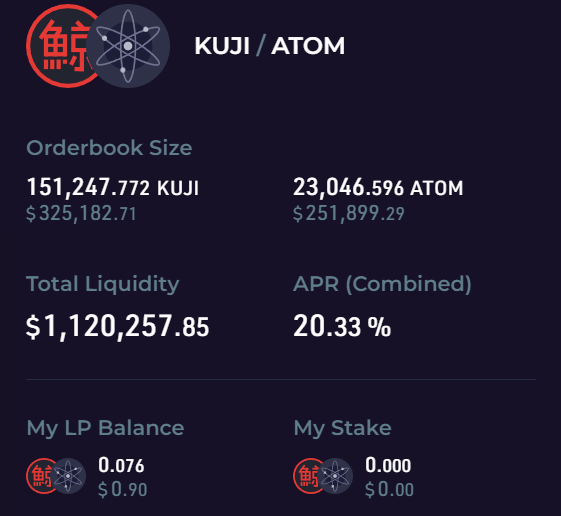 鯨
KUJI / ATOM
Orderbook Size
151,247.772 KUJI
$325,182.71
23,046.596 ATOM
$251,899.29
Total Liquidity
$1,120,257.85
APR (Combined)
20.33 %
My LP Balance
鯨
0.076
$0.90
My Stake
鯨
0.000
$0.00